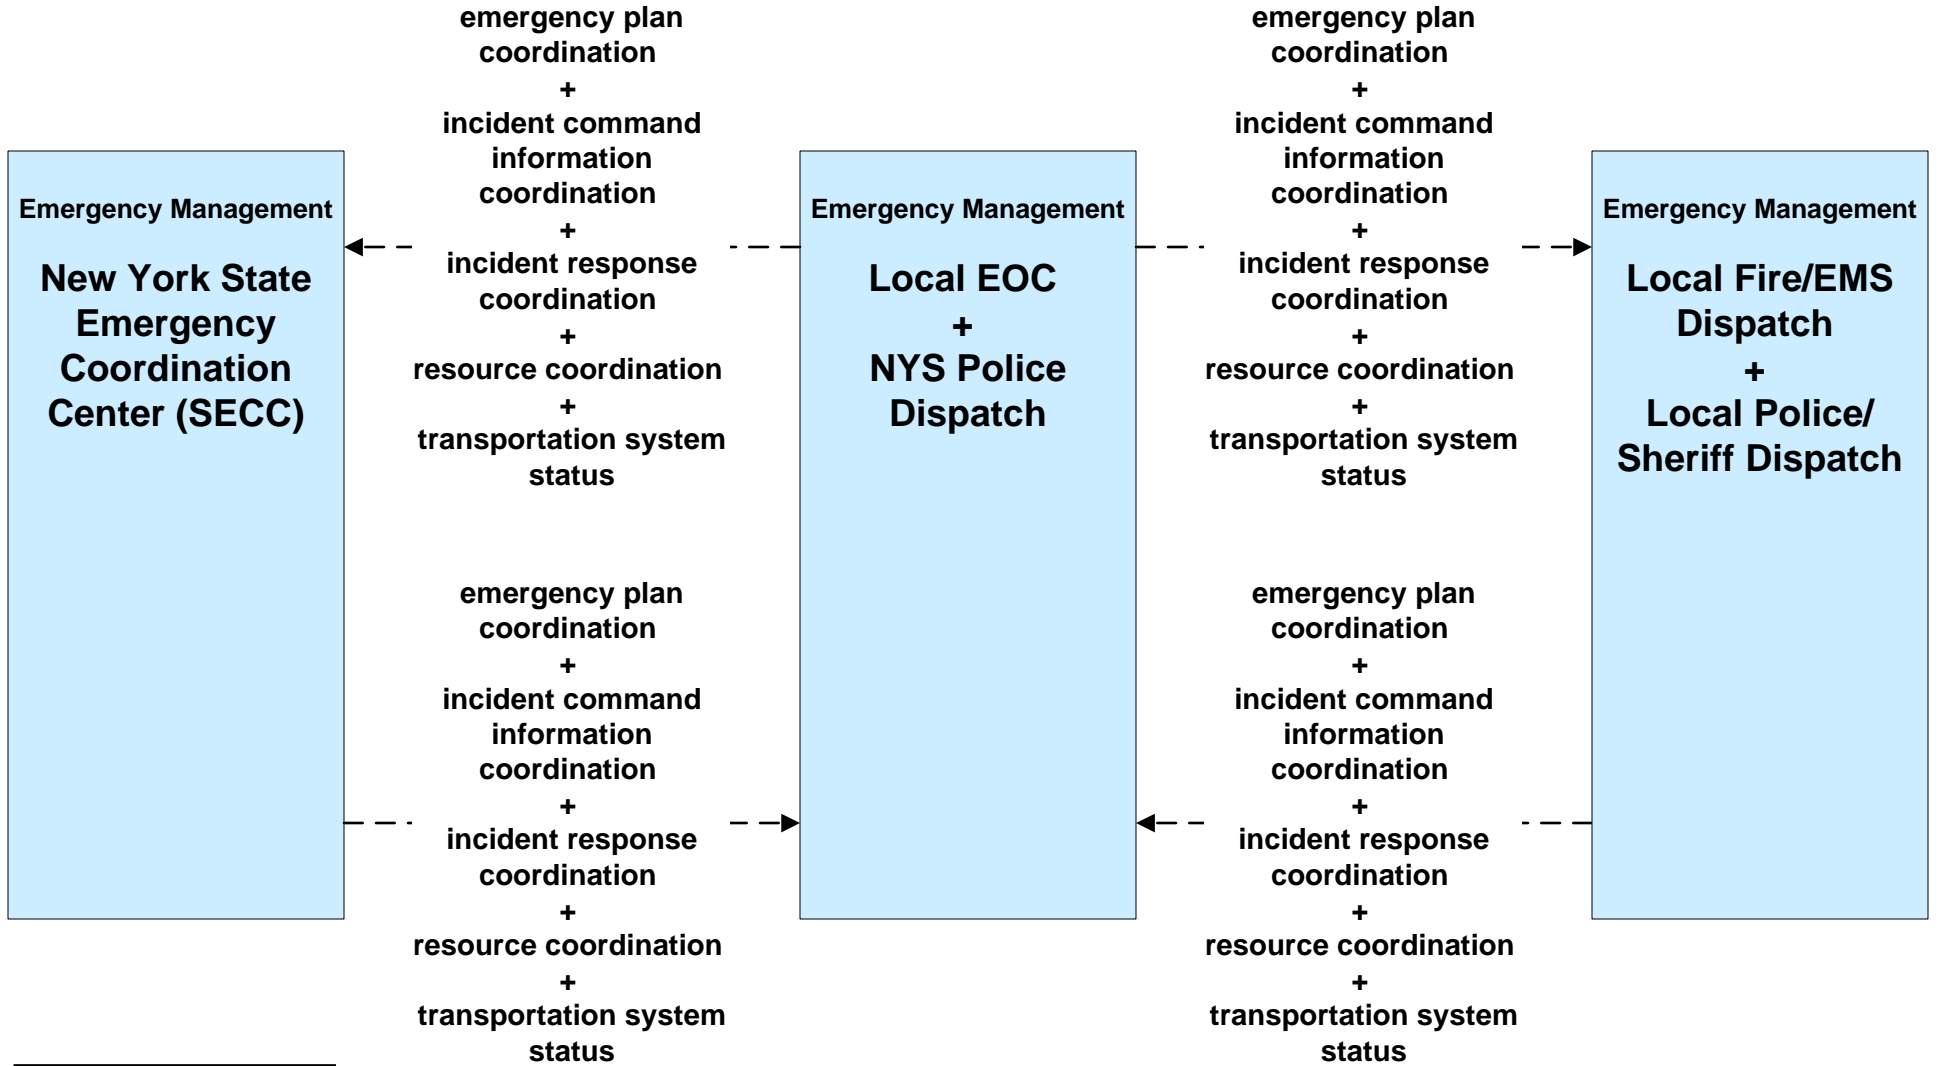 emergency plan
coordination
+
incident command
information
coordination
+
incident response
coordination
+
resource coordination
+
transportation system
status
emergency plan
coordination
+
incident command
information
coordination
+
incident response
coordination
+
resource coordination
+
transportation system
status
Emergency Management
New York State
Emergency
Coordination
Center (SECC)
Emergency Management
Local EOC
+
NYS Police
Dispatch
Emergency Management
Local Fire/EMS
Dispatch
+
Local Police/
Sheriff Dispatch
emergency plan
coordination
+
incident command
information
coordination
+
incident response
coordination
+
resource coordination
+
transportation system
status
emergency plan
coordination
+
incident command
information
coordination
+
incident response
coordination
+
resource coordination
+
transportation system
status